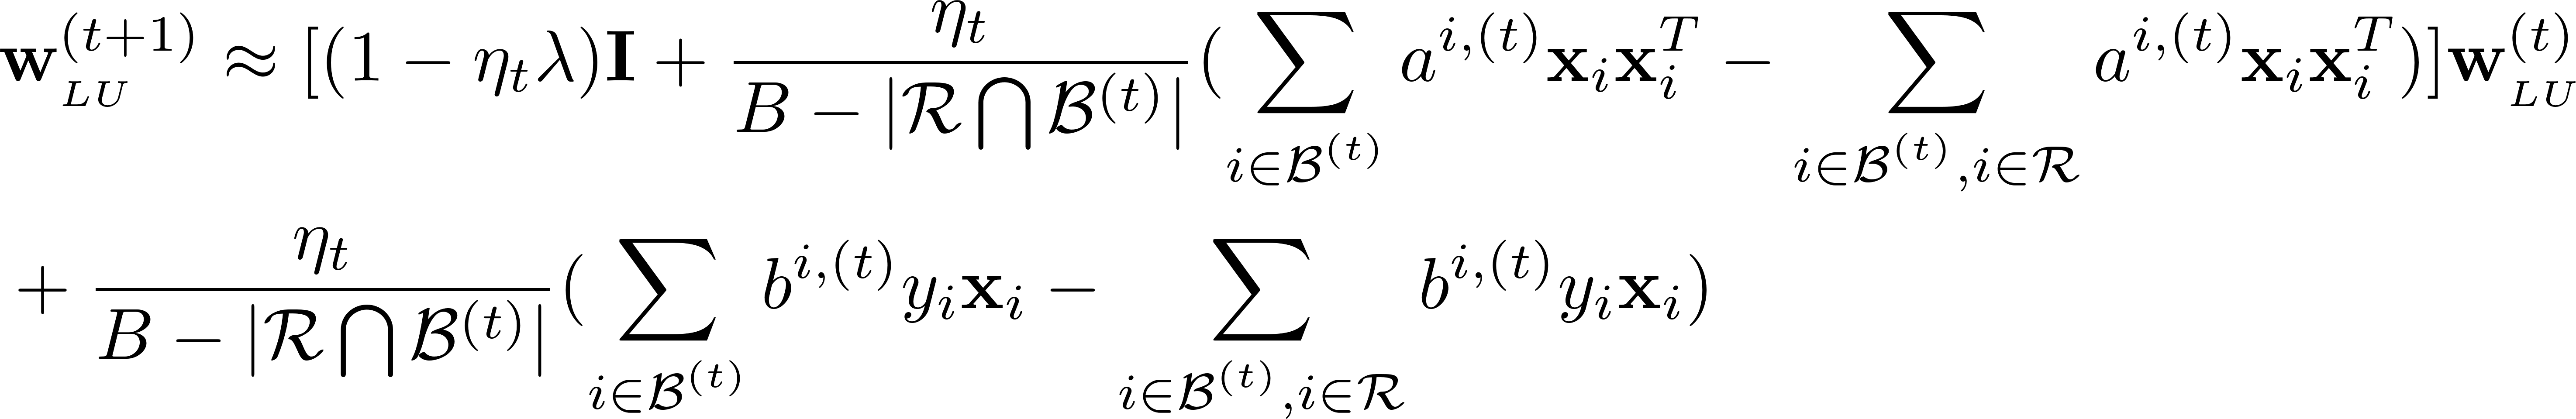 $\mathbf{w}_{LU}^{(t+1)} \approx [(1 - \eta_t \lambda)\mathbf{I} + \frac{\eta_t}{B - |\mathcal{R} \bigcap \mathcal{B}^{(t)}|} (\sum_{i \in \mathcal{B}^{(t)}} a^{i,(t)} \mathbf{x}_i \mathbf{x}_i^T - \sum_{i \in \mathcal{B}^{(t)}, i \in \mathcal{R}} a^{i,(t)} \mathbf{x}_i \mathbf{x}_i^T)] \mathbf{w}_{LU}^{(t)}$
$+ \frac{\eta_t}{B - |\mathcal{R} \bigcap \mathcal{B}^{(t)}|} (\sum_{i \in \mathcal{B}^{(t)}} b^{i,(t)} y_i \mathbf{x}_i - \sum_{i \in \mathcal{B}^{(t)}, i \in \mathcal{R}} b^{i,(t)} y_i \mathbf{x}_i)$